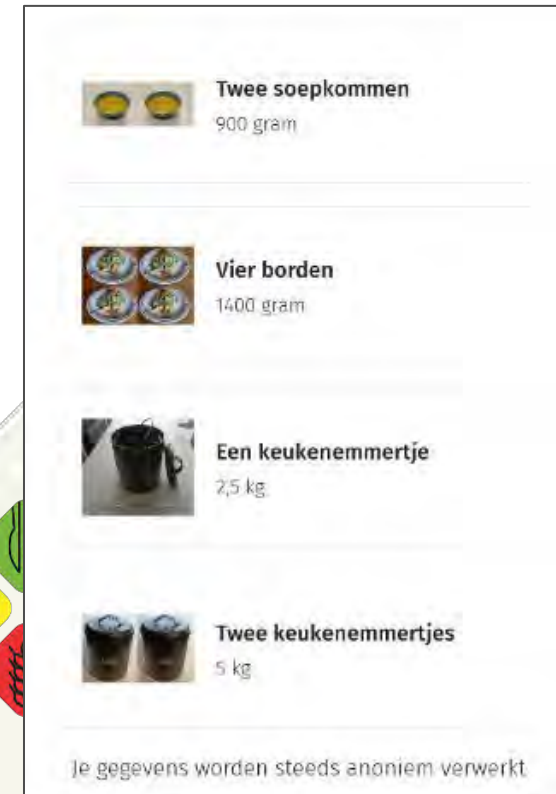 Twee soepkommen
900 gram
Vier borden
1400 gram
Een keukenemmertje
2,5 kg
Twee keukenemmertjes
5 kg
Je gegevens worden steeds anoniem verwerkt